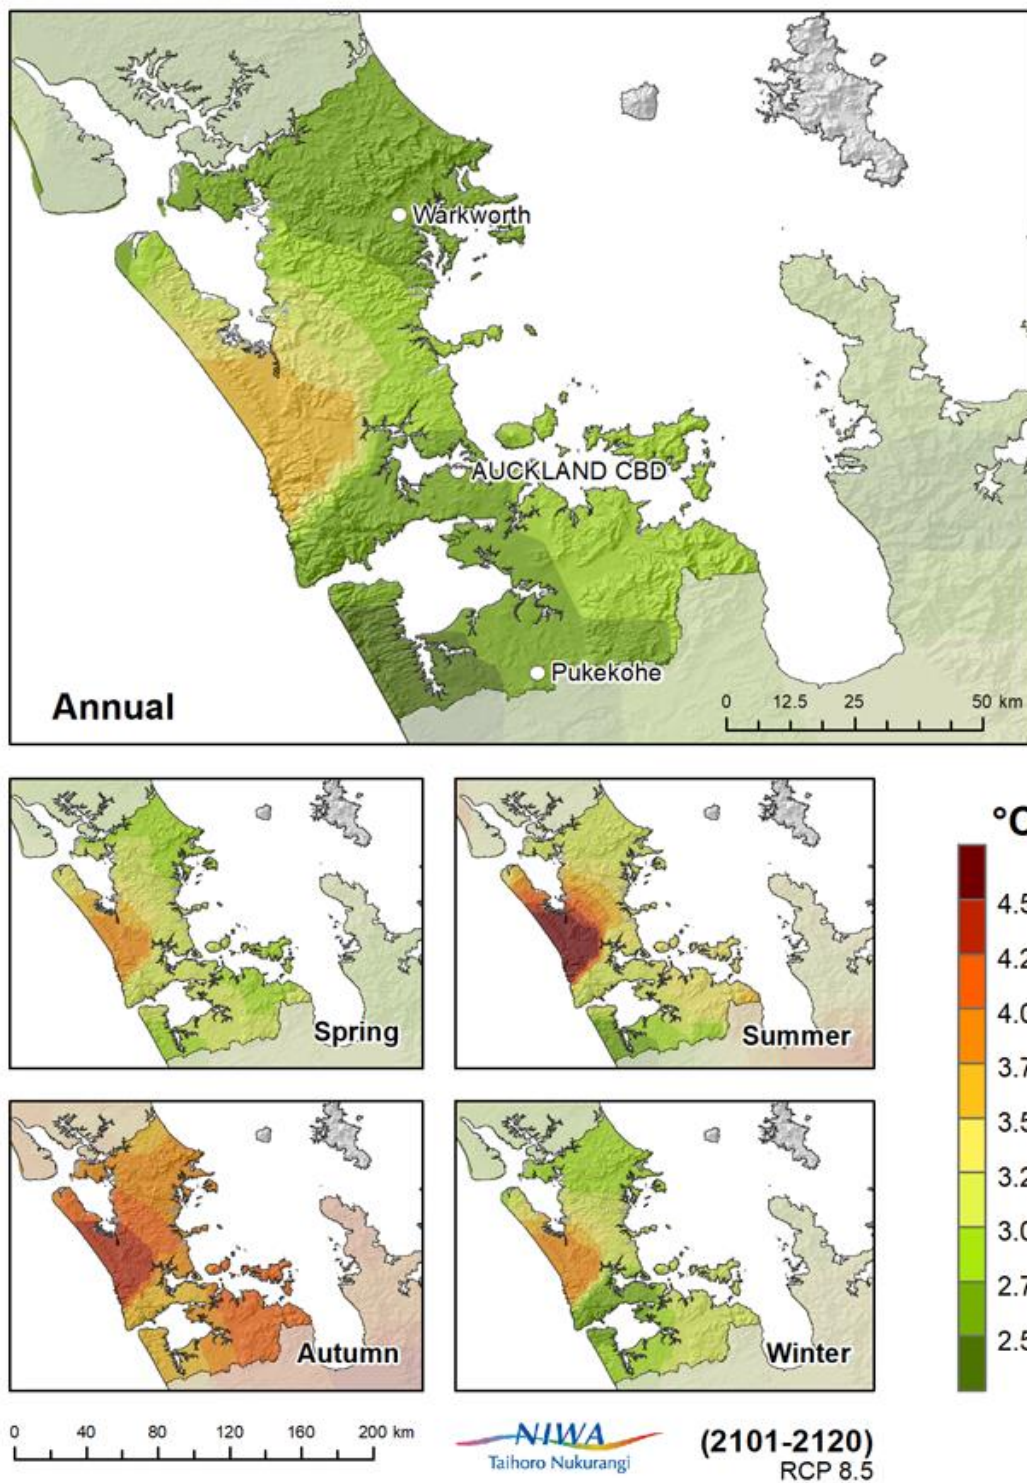 Warkworth
AUCKLAND CBD
Pukekohe
Annual
0 12.5 25 50 km
Spring
Summer
°C
4.5
4.2
4.0
3.7
3.5
3.2
3.0
2.7
2.5
Autumn
Winter
0 40 80 120 160 200 km
NIWA
Taihoro Nukurangi
(2101-2120)
RCP 8.5